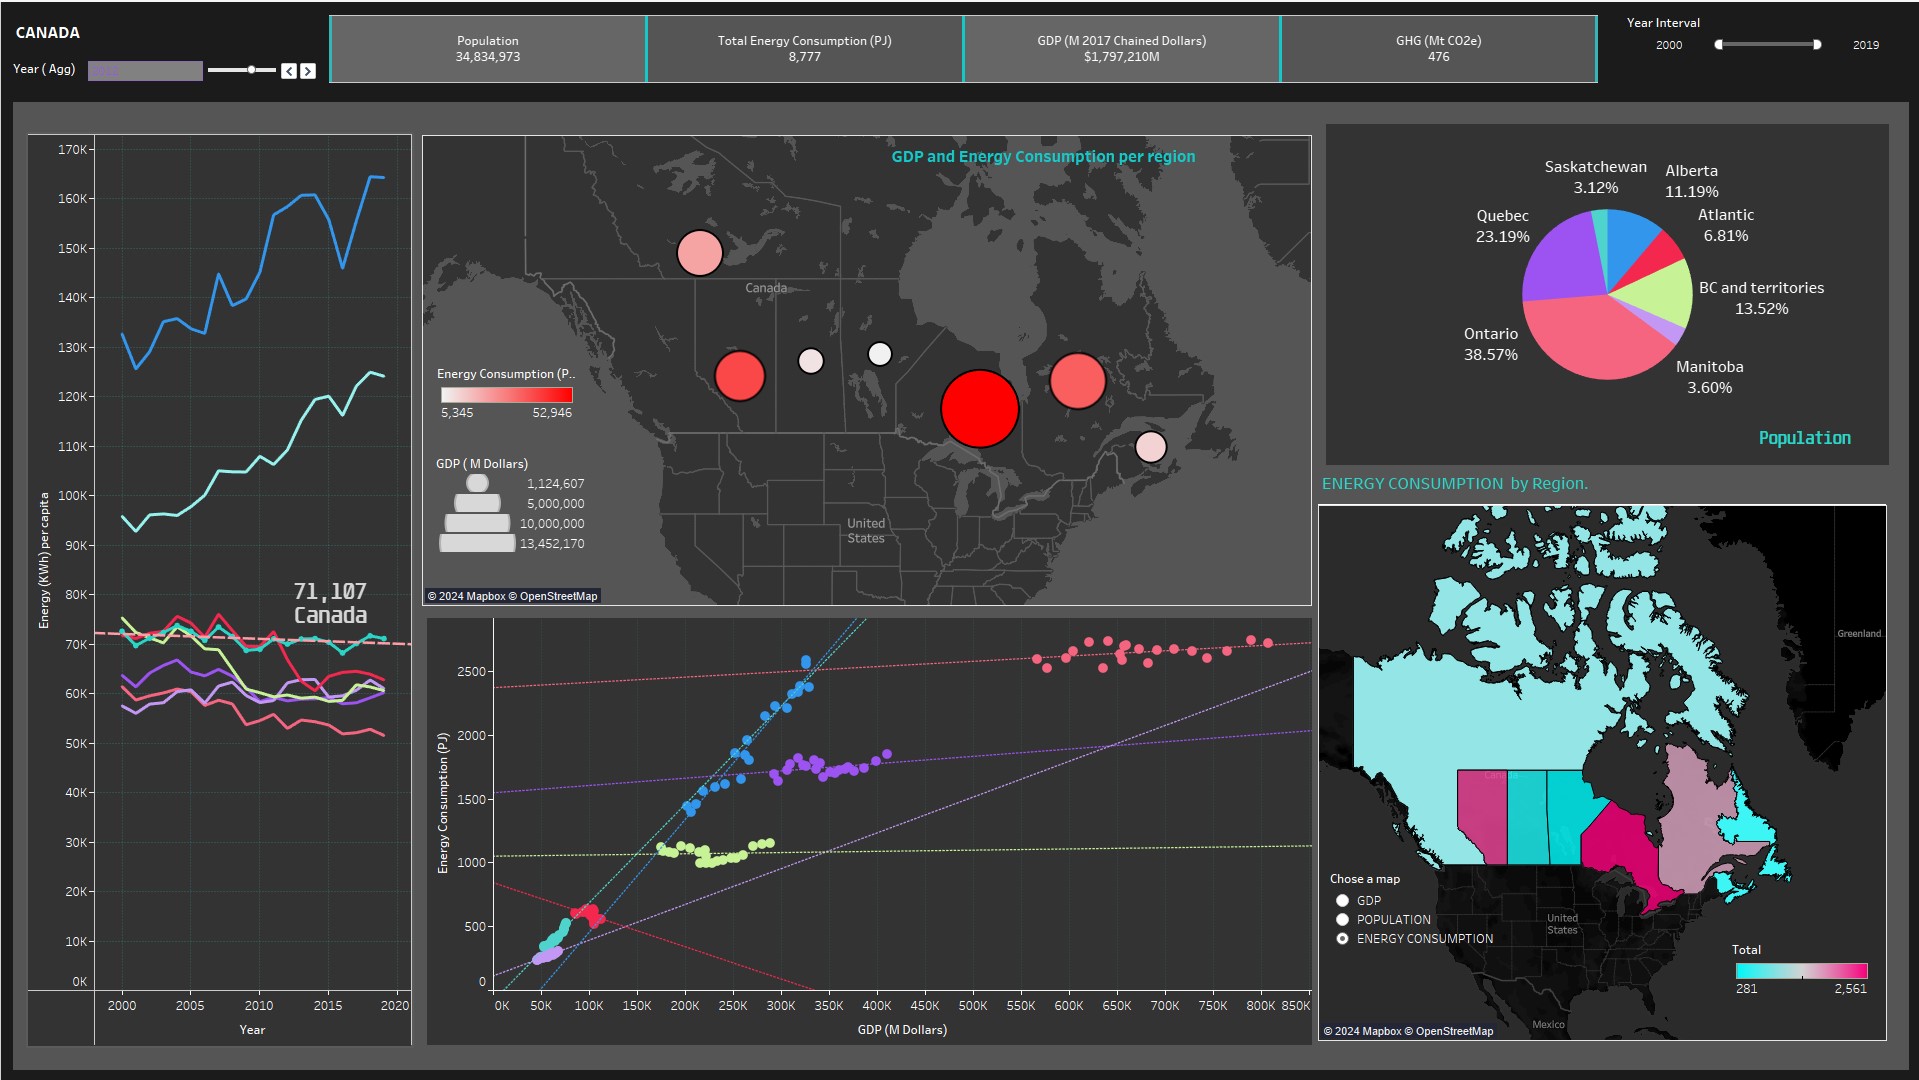 CANADA
Year ( Agg)
Population
34,834,973
Total Energy Consumption (PJ)
8,777
GDP (M 2017 Chained Dollars)
$1,797,210M
GHG (Mt CO2e)
476
Year Interval
2000
2019
170K
160K
150K
140K
130K
120K
110K
100K
90K
80K
70K
60K
50K
40K
30K
20K
10K
0K
Energy (KWh) per capita
71,107
Canada
2000
2005
2010
2015
2020
Year
GDP and Energy Consumption per region
Canada
United
States
Energy Consumption (P..
5,345
52,946
GDP ( M Dollars)
1,124,607
5,000,000
10,000,000
13,452,170
© 2024 Mapbox © OpenStreetMap
2500
2000
1500
1000
500
0
Energy Consumption (PJ)
0K
50K
100K
150K
200K
250K
300K
350K
400K
450K
500K
550K
600K
650K
700K
750K
800K
850K
GDP (M Dollars)
Saskatchewan
3.12%
Alberta
11.19%
Atlantic
6.81%
BC and territories
13.52%
Manitoba
3.60%
Ontario
38.57%
Quebec
23.19%
Population
ENERGY CONSUMPTION by Region.
Greenland
Canada
United
States
Mexico
Chose a map
GDP
POPULATION
ENERGY CONSUMPTION
Total
281
2,561
© 2024 Mapbox © OpenStreetMap